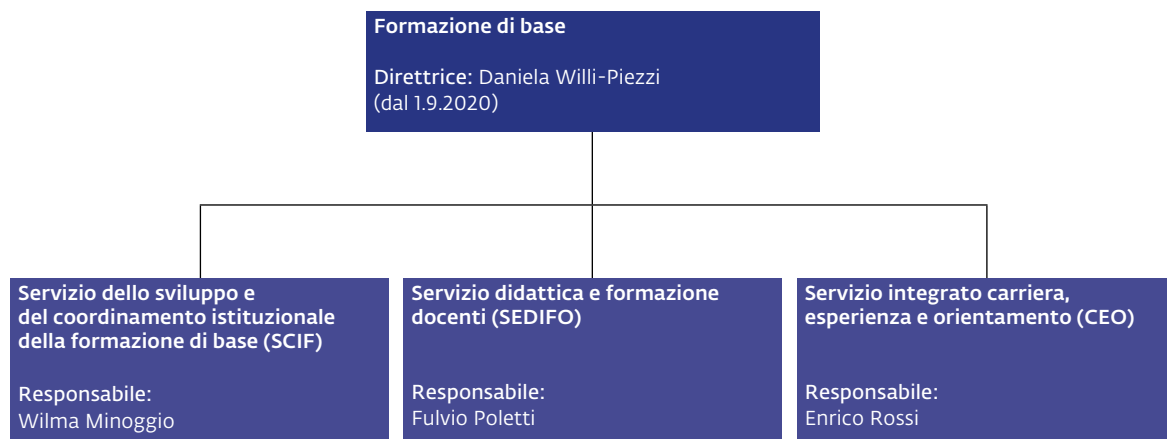 Formazione di base
Direttrice: Daniela Willi-Piezzi
(dal 1.9.2020)
Servizio dello sviluppo e
del coordinamento istituzionale
della formazione di base (SCIF)
Responsabile:
Wilma Minoggio
Servizio didattica e formazione
docenti (SEDIFO)
Responsabile:
Fulvio Poletti
Servizio integrato carriera,
esperienza e orientamento (CEO)
Responsabile:
Enrico Rossi